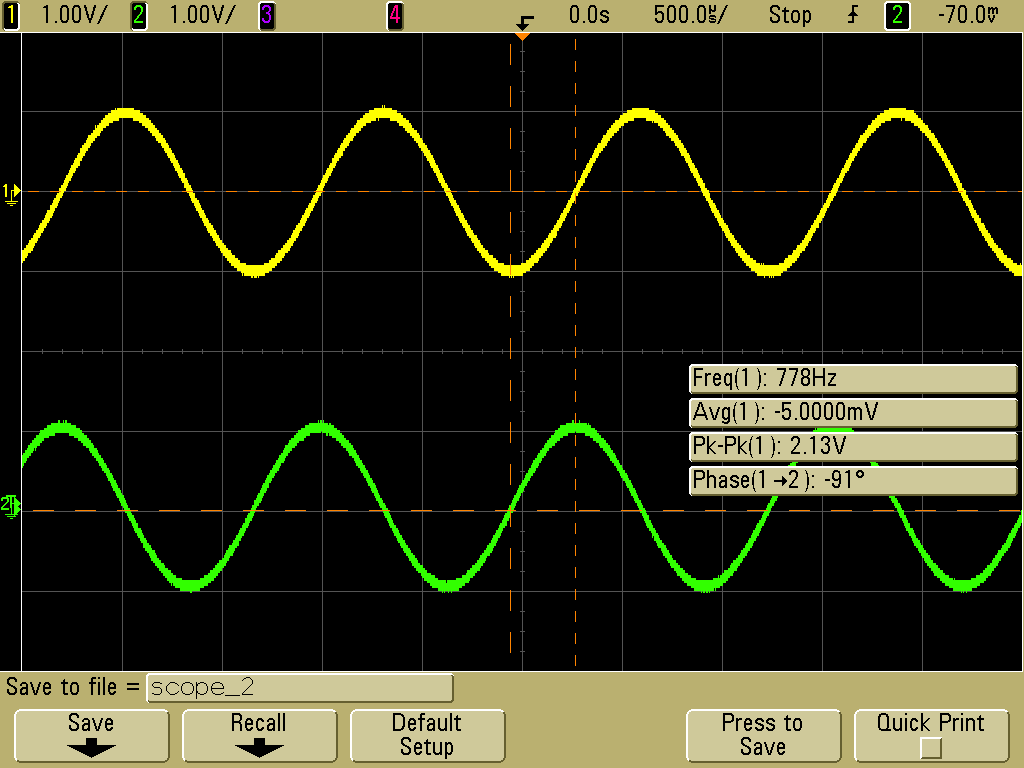 1 1.00V/ 2 1.00V/ 3 4 0.0s 500.0㎲/ Stop 2 -70.0mV
1
Freq(1): 778Hz
Avg(1): -5.0000mV
Pk-Pk(1): 2.13V
Phase(1→2): -91°
2
Save to file = scope_2
Save Recall Default Setup Press to Save Quick Print